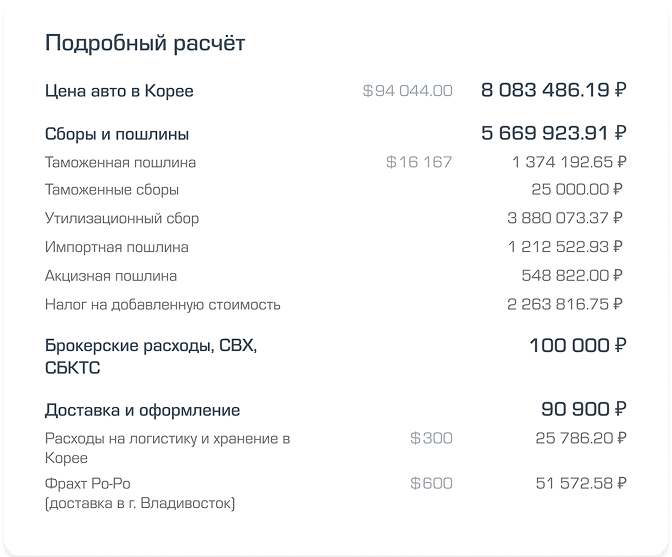 Подробный расчёт
Цена авто в Корее $94 044.00 8 083 486.19 ₽
Сборы и пошлины 5 669 923.91 ₽
Таможенная пошлина $16 167 1 374 192.65 ₽
Таможенные сборы 25 000.00 ₽
Утилизационный сбор 3 880 073.37 ₽
Импортная пошлина 1 212 522.93 ₽
Акцизная пошлина 548 822.00 ₽
Налог на добавленную стоимость 2 263 816.75 ₽
Брокерские расходы, СВХ, 100 000 ₽
СБКТС
Доставка и оформление 90 900 ₽
Расходы на логистику и хранение в $300 25 786.20 ₽
Корее
Фрахт Ро-Ро $600 51 572.58 ₽
(доставка в г. Владивосток)